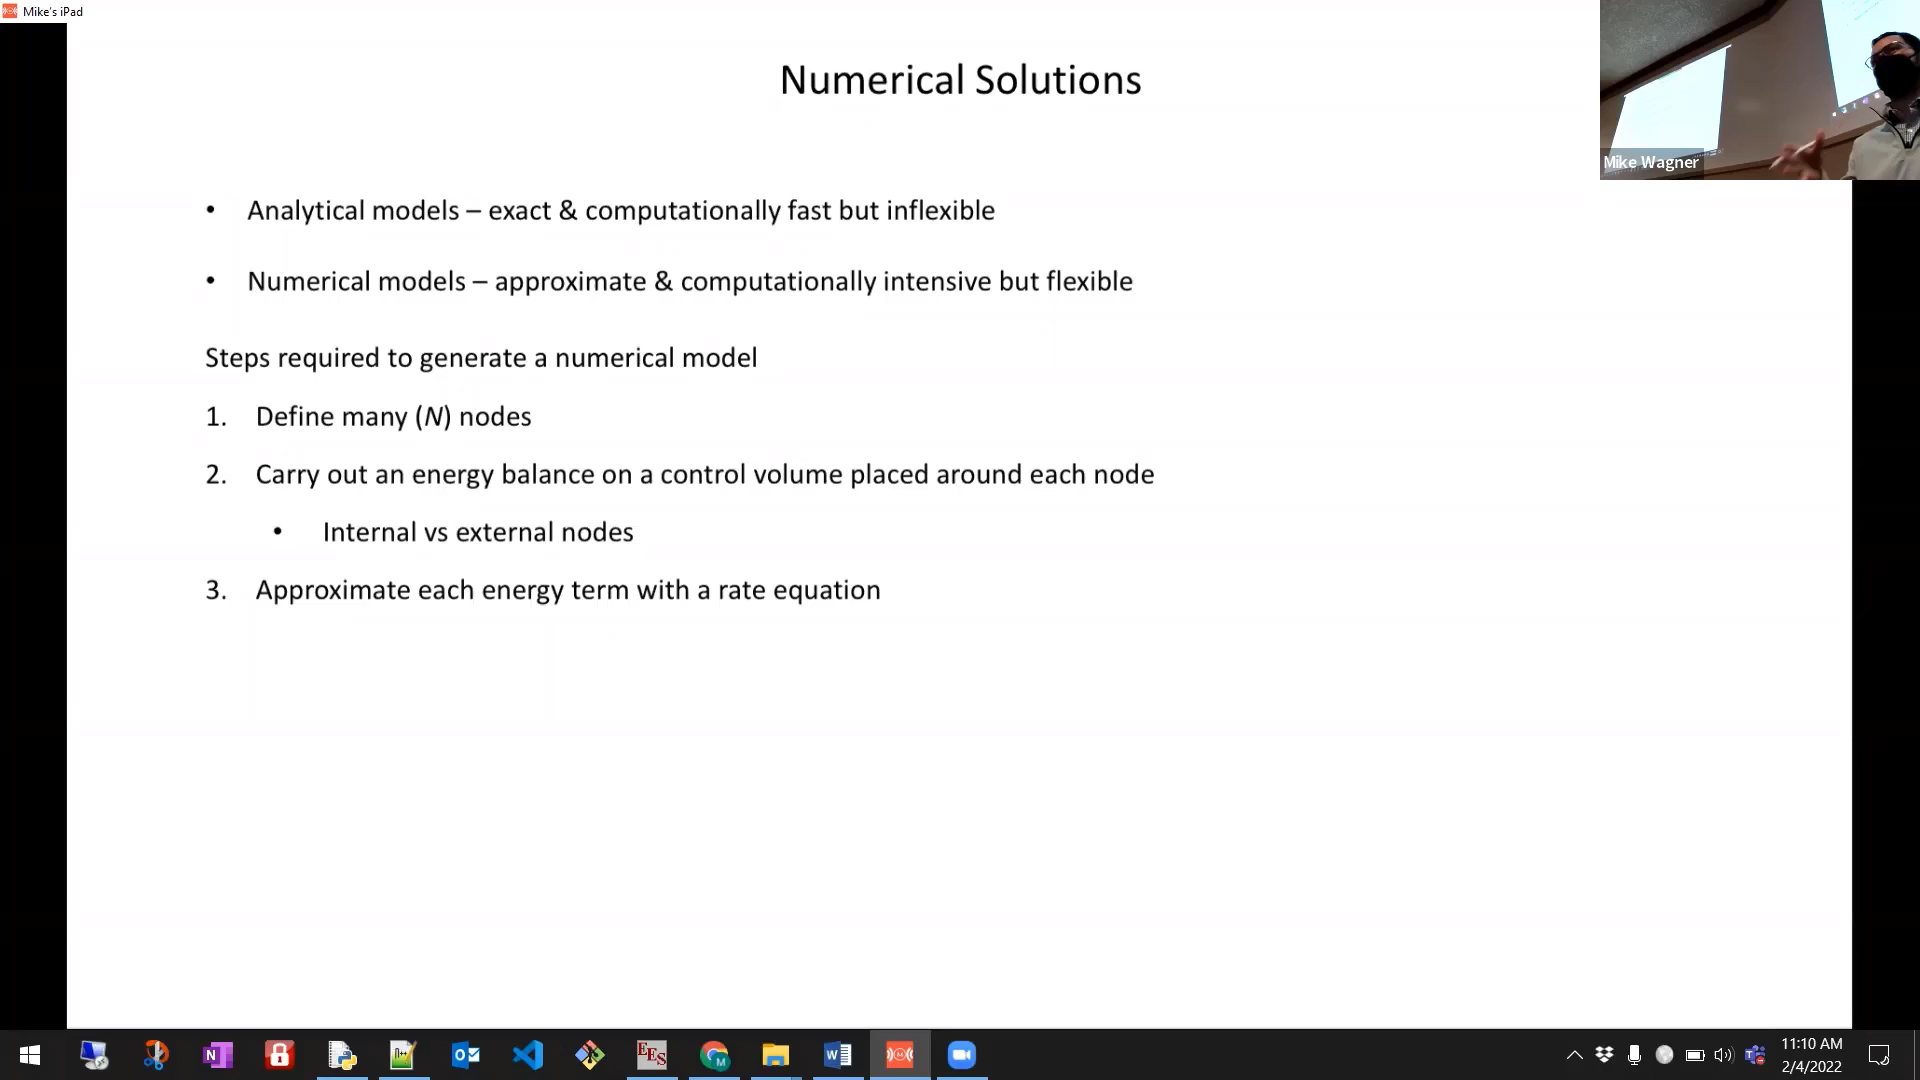 Mike's iPad
Numerical Solutions
Mike Wagner
• Analytical models – exact & computationally fast but inflexible
• Numerical models – approximate & computationally intensive but flexible
Steps required to generate a numerical model
1. Define many (N) nodes
2. Carry out an energy balance on a control volume placed around each node
• Internal vs external nodes
3. Approximate each energy term with a rate equation
EES
11:10 AM
2/4/2022